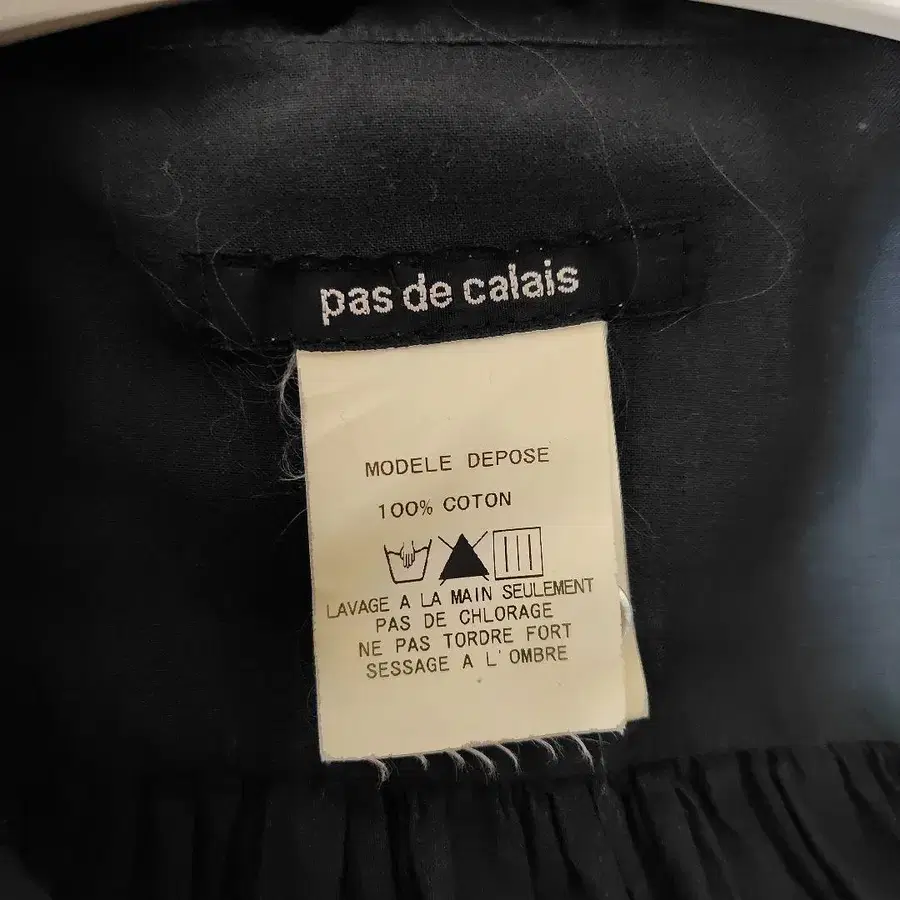 pas de calais
MODELE DEPOSE
100% COTON
LAVAGE A LA MAIN SEULEMENT
PAS DE CHLORAGE
NE PAS TORDRE FORT
SESSAGE A L'OMBRE